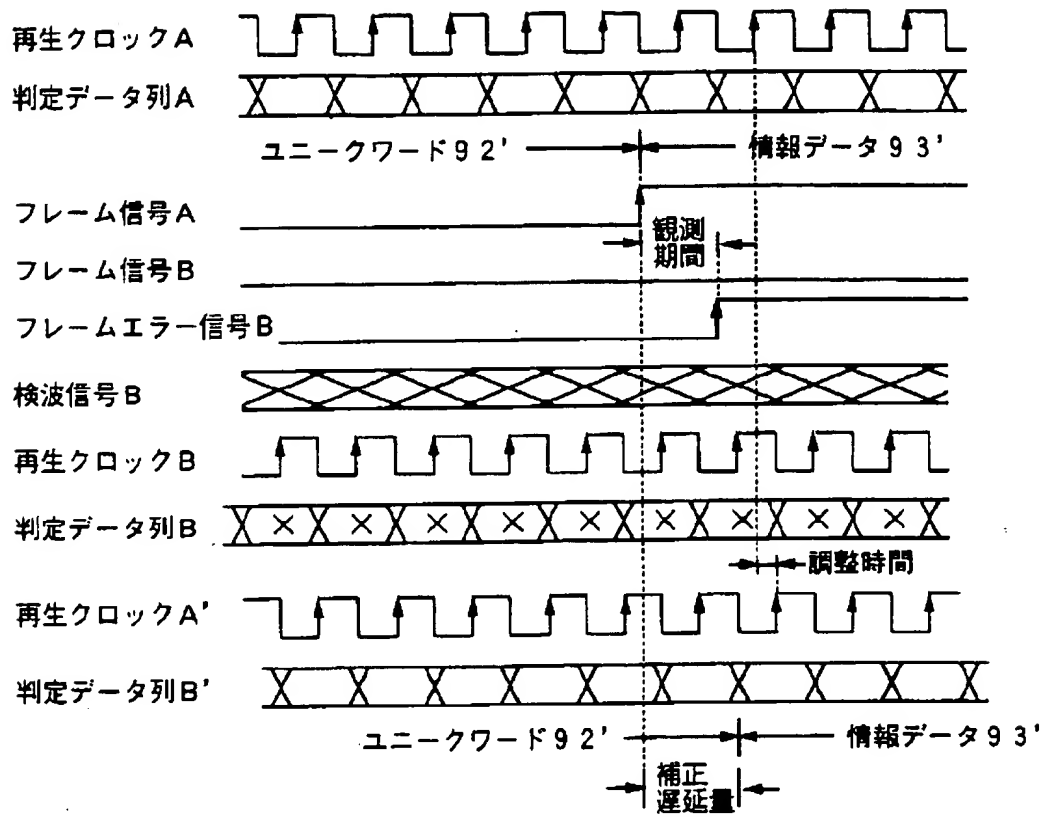 再生クロックA
判定データ列A
ユニークワード92'
情報データ93'
フレーム信号A
観測
期間
フレーム信号B
フレームエラー信号B
検波信号B
再生クロックB
判定データ列B
調整時間
再生クロックA'
判定データ列B'
ユニークワード92'
情報データ93'
補正
遅延量